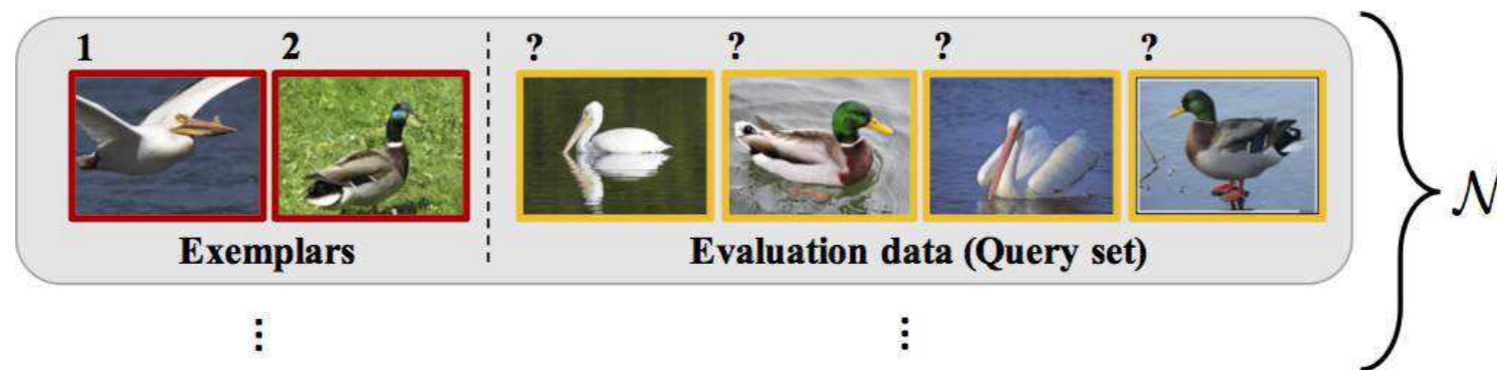 1 2 ? ? ? ?
Exemplars Evaluation data (Query set)
⋮ ⋮
𝒩